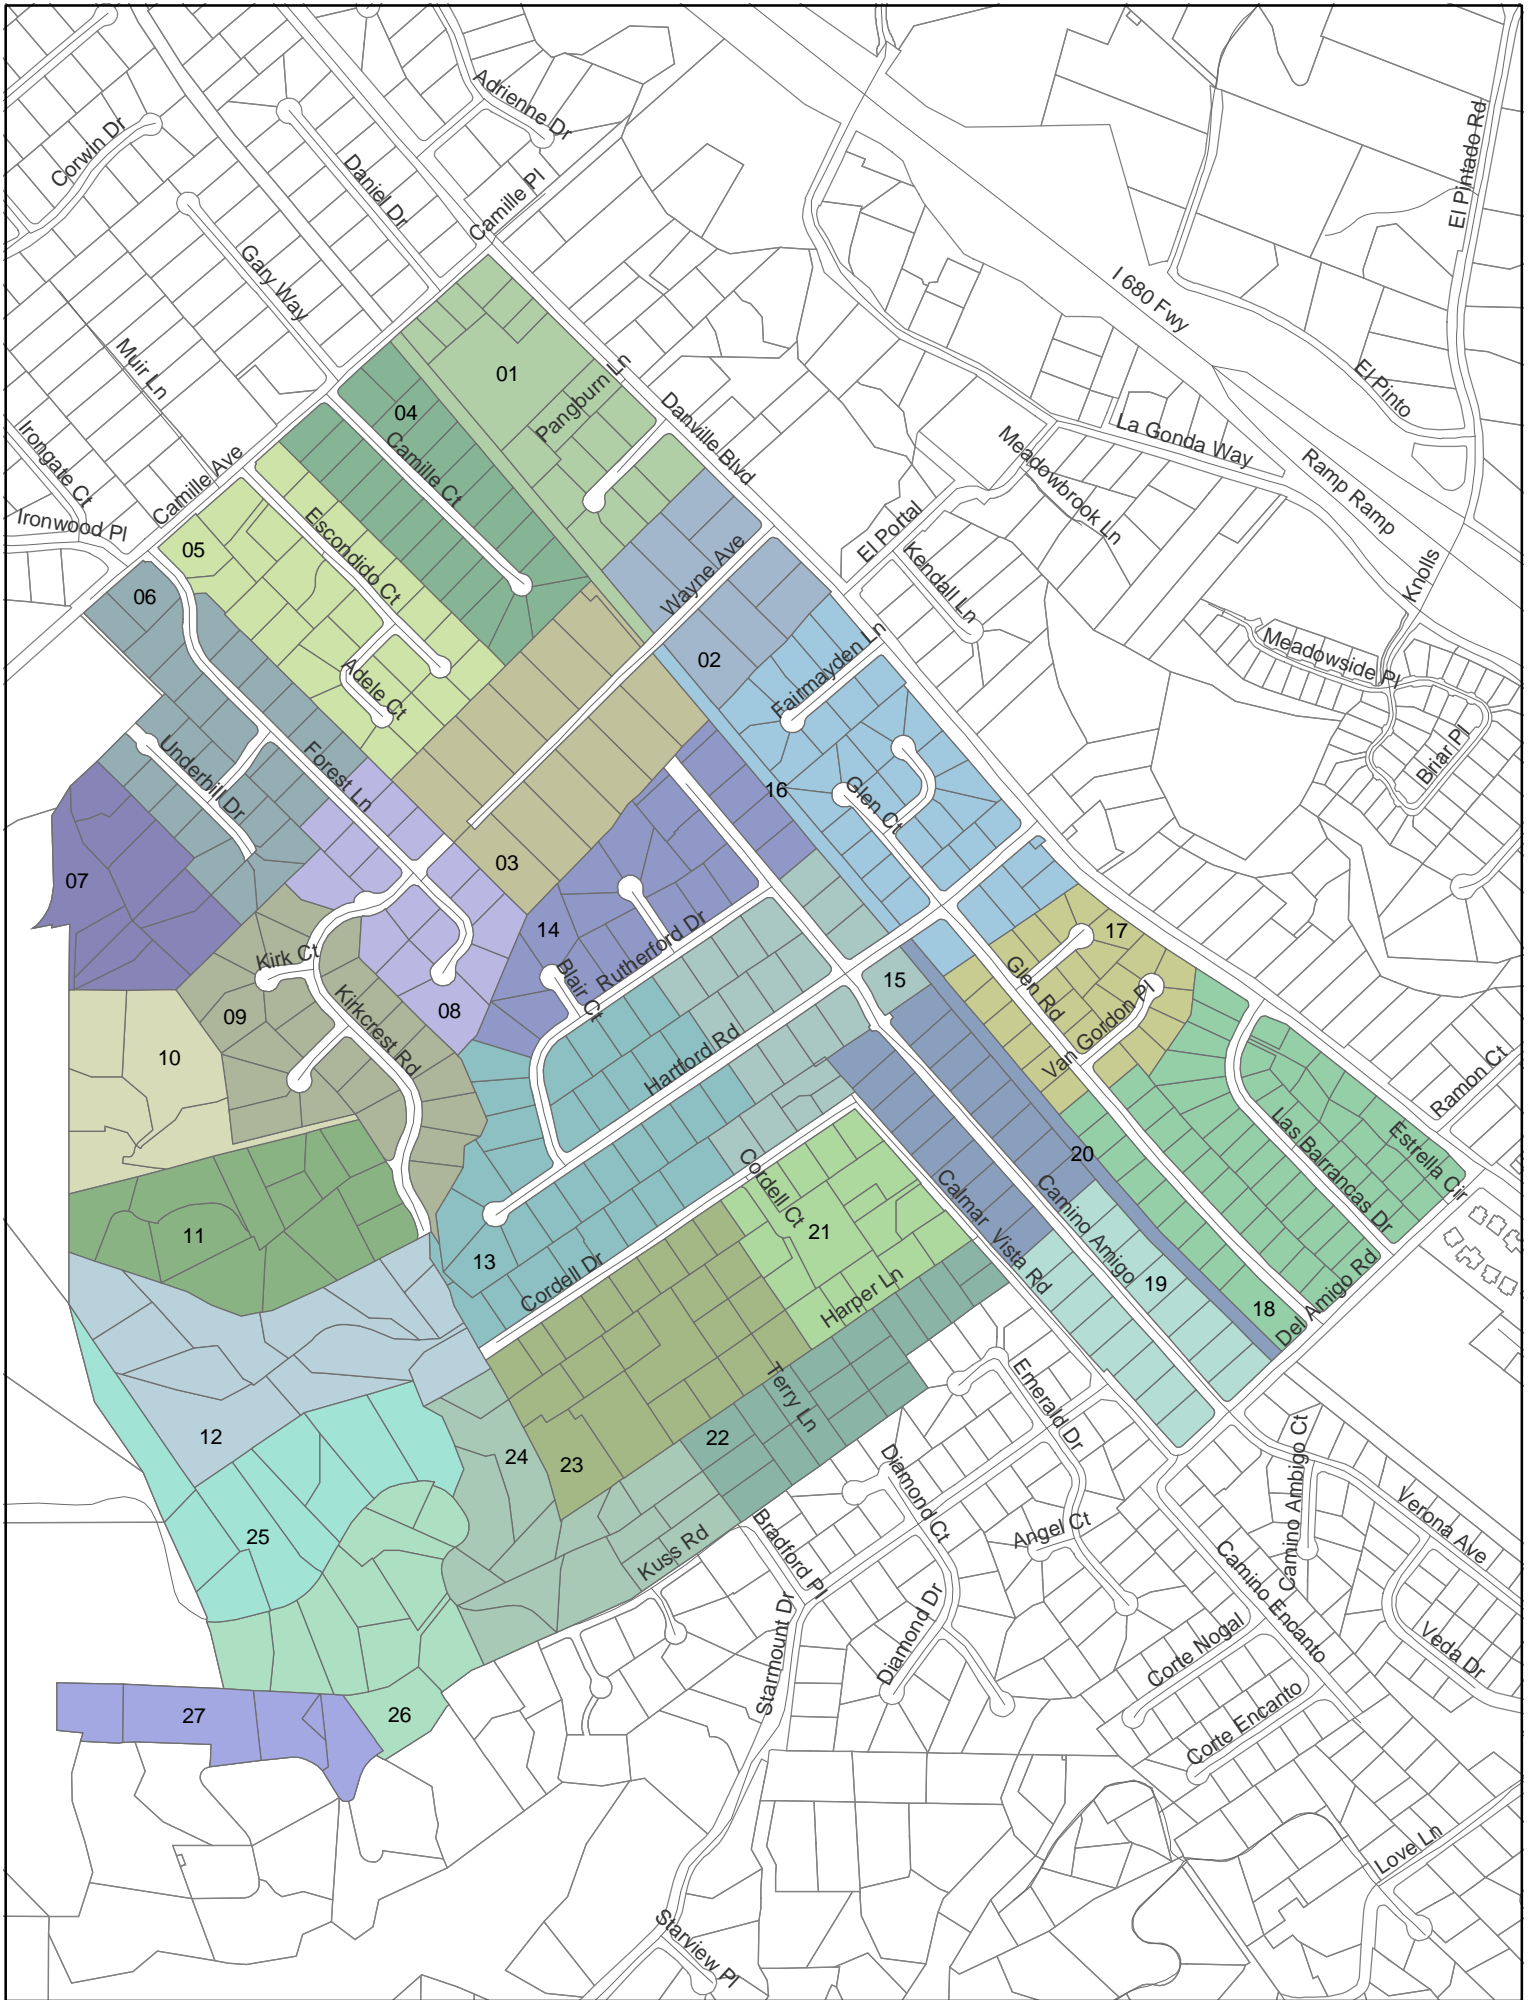 Adrienne Dr
Corwin Dr
Daniel Dr
Camille Pl
El Pintado Rd
Gary Way
I 680 Fwy
Muir Ln
01
Pangburn Ln
El Pinto
04
Danville Blvd
La Gonda Way
Irongate Ct
Camille Ave
Camille Ct
Meadowbrook Ln
Ramp Ramp
Ironwood Pl
El Portal
05
Escondido Ct
Wayne Ave
Kendall Ln
Knolls
06
02
Fairmayden Ln
Meadowside Pl
Adele Ct
Underhill Dr
Forest Ln
16
Glen Ct
Briar Pl
03
07
14
Rutherford Dr
17
Kirk Ct
Blair Ct
15
Glen Rd
Kirkcrest Rd
08
09
Van Gordon Pl
10
Hartford Rd
Ramon Ct
Las Barrancas Dr
Estrella Cir
20
Cordell Ct
Calmar Vista Rd
Camino Amigo
11
21
13
Cordell Dr
Harper Ln
19
18
Del Amigo Rd
Terry Ln
Emerald Dr
12
22
24
23
Diamond Ct
Camino Ambigo Ct
Verona Ave
25
Kuss Rd
Bradford Pl
Angel Ct
Camino Encanto
Starmount Dr
Diamond Dr
Corte Nogal
Veda Dr
27
26
Corte Encanto
Love Ln
Starview Pl